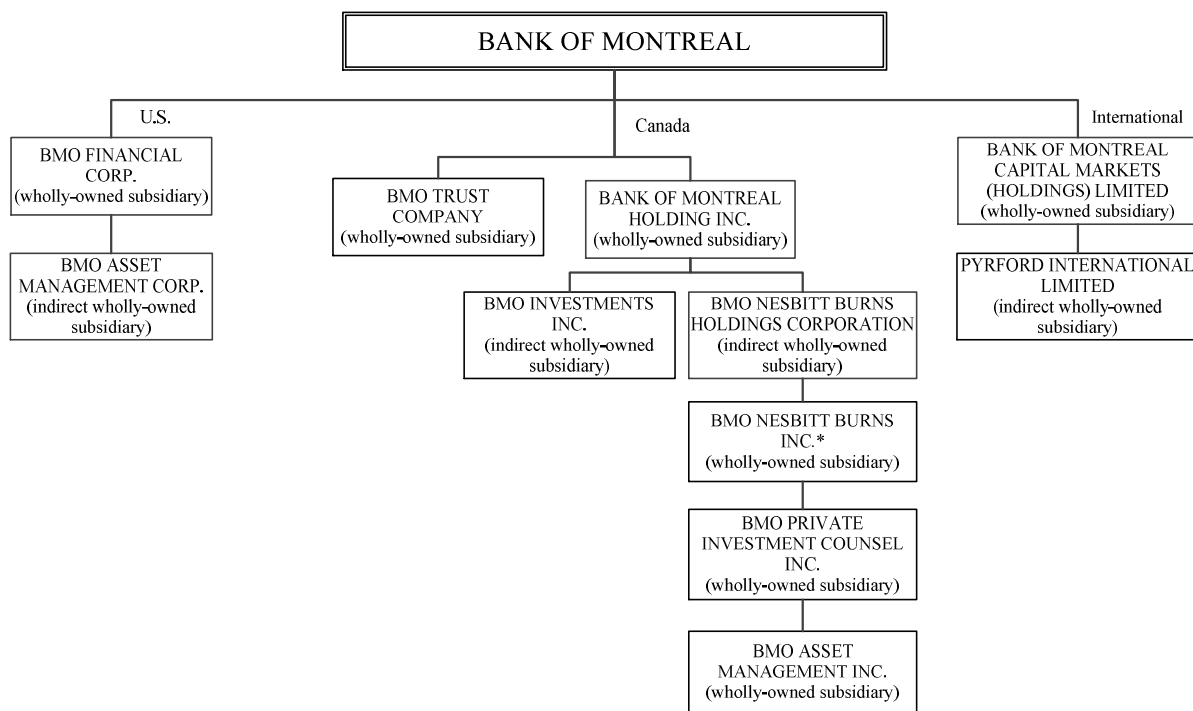 BANK OF MONTREAL
U.S.
Canada
International
BMO FINANCIAL
CORP.
(wholly-owned subsidiary)
BMO TRUST
COMPANY
(wholly-owned subsidiary)
BANK OF MONTREAL
HOLDING INC.
(wholly-owned subsidiary)
BANK OF MONTREAL
CAPITAL MARKETS
(HOLDINGS) LIMITED
(wholly-owned subsidiary)
BMO ASSET
MANAGEMENT CORP.
(indirect wholly-owned
subsidiary)
BMO INVESTMENTS
INC.
(indirect wholly-owned
subsidiary)
BMO NESBITT BURNS
HOLDINGS CORPORATION
(indirect wholly-owned
subsidiary)
PYRFORD INTERNATIONAL
LIMITED
(indirect wholly-owned
subsidiary)
BMO NESBITT BURNS
INC.*
(wholly-owned subsidiary)
BMO PRIVATE
INVESTMENT COUNSEL
INC.
(wholly-owned subsidiary)
BMO ASSET
MANAGEMENT INC.
(wholly-owned subsidiary)